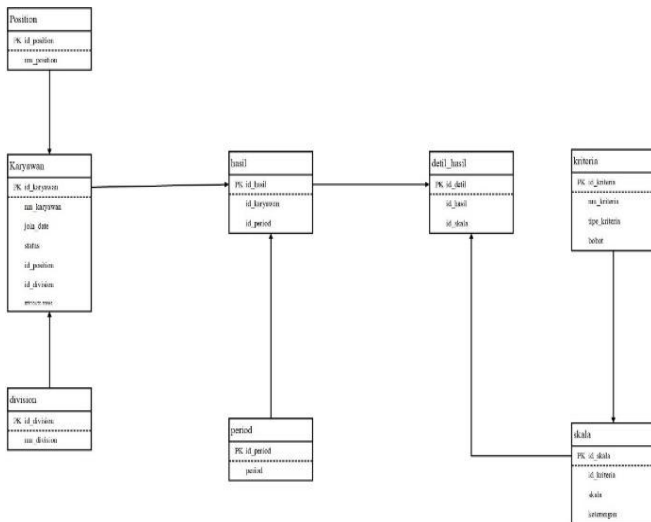 Position
PK id_position
nm_position
Karyawan
PK id_karyawan
nm_karyawan
join_date
status
id_position
id_division
hasil
PK id_hasil
id_karyawan
id_period
detil_hasil
PK id_detil
id_hasil
id_skala
kriteria
PK id_kriteria
nm_kriteria
tipe_kriteria
bobot
division
PK id_division
nm_division
period
PK id_period
period
skala
PK id_skala
id_kriteria
skala
keterangan